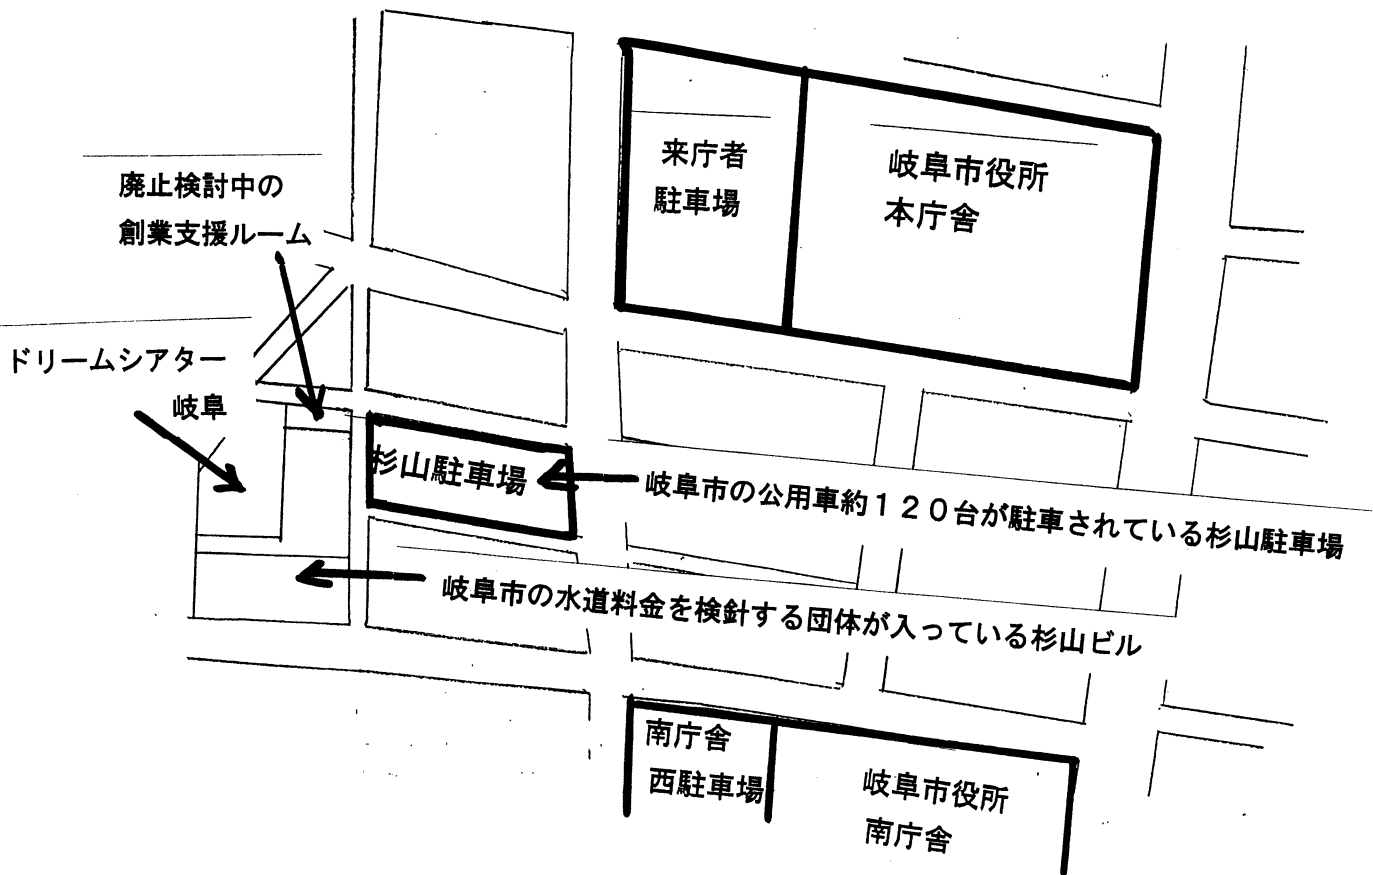 来庁者
駐車場
岐阜市役所
本庁舎
廃止検討中の
創業支援ルーム
ドリームシアター
岐阜
杉山駐車場
岐阜市の公用車約１２０台が駐車されている杉山駐車場
岐阜市の水道料金を検針する団体が入っている杉山ビル
南庁舎
西駐車場
岐阜市役所
南庁舎